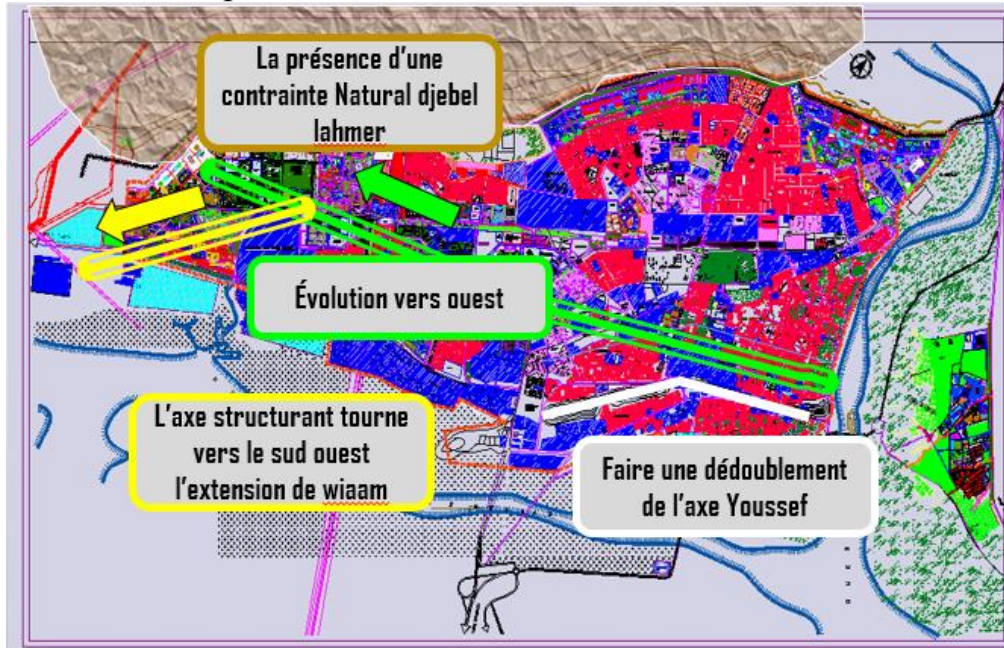 La présence d'une
contrainte Natural djebel
lahmer
Évolution vers ouest
L'axe structurant tourne
vers le sud ouest
l'extension de wiaam
Faire une dédoublement
de l'axe Youssef